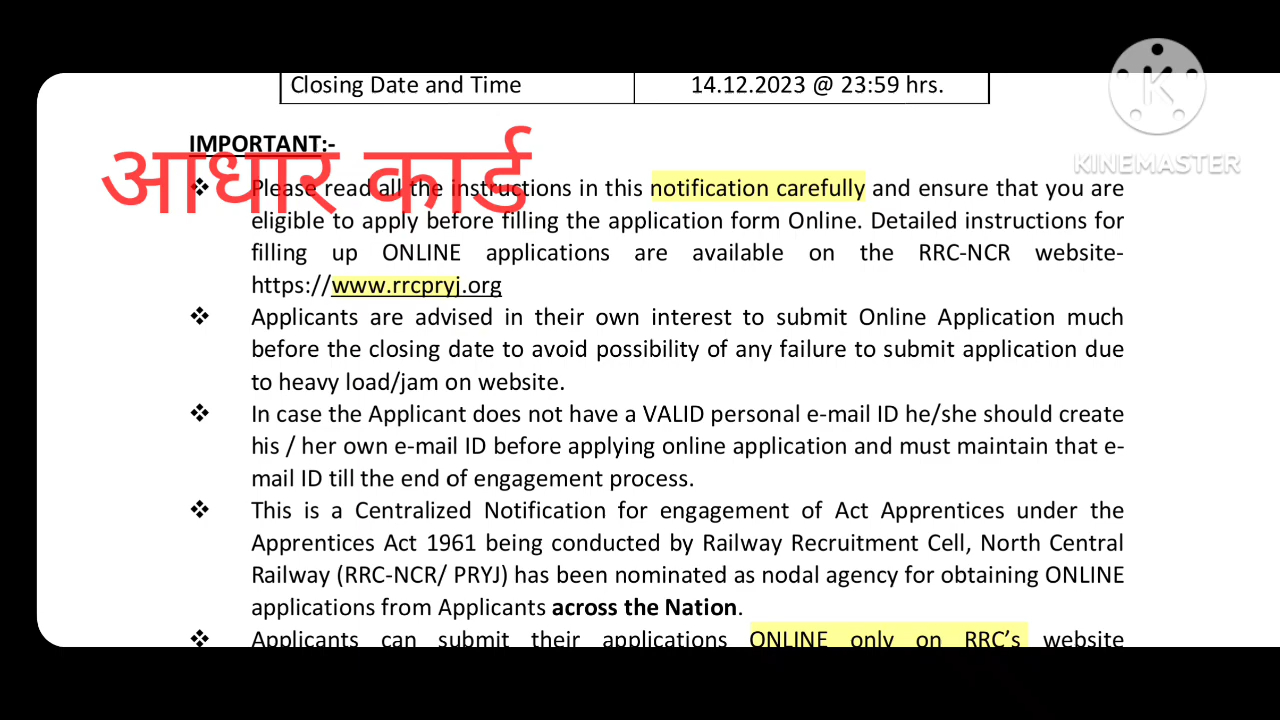 Closing Date and Time 14.12.2023 @ 23:59 hrs.
KINEMASTER
IMPORTANT:-
आधार कार्ड
❖ Please read all the instructions in this notification carefully and ensure that you are
eligible to apply before filling the application form Online. Detailed instructions for
filling up ONLINE applications are available on the RRC-NCR website-
https://www.rrcpryj.org
❖ Applicants are advised in their own interest to submit Online Application much
before the closing date to avoid possibility of any failure to submit application due
to heavy load/jam on website.
❖ In case the Applicant does not have a VALID personal e-mail ID he/she should create
his / her own e-mail ID before applying online application and must maintain that e-
mail ID till the end of engagement process.
❖ This is a Centralized Notification for engagement of Act Apprentices under the
Apprentices Act 1961 being conducted by Railway Recruitment Cell, North Central
Railway (RRC-NCR/ PRYJ) has been nominated as nodal agency for obtaining ONLINE
applications from Applicants across the Nation.
❖ Applicants can submit their applications ONLINE only on RRC’s website